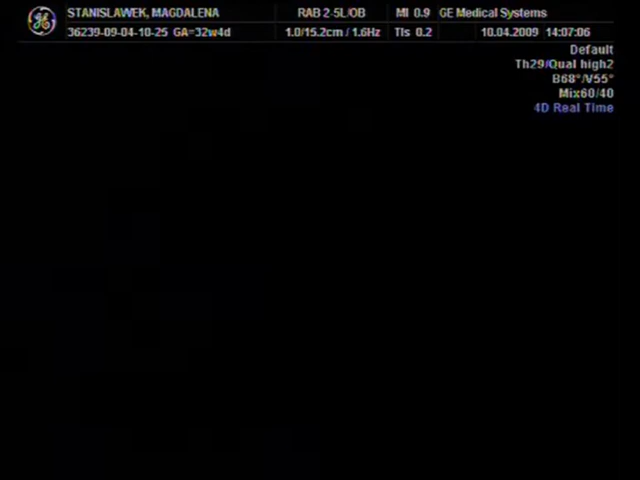 STANISLAWEK, MAGDALENA RAB 2-5L/OB MI 0.9 GE Medical Systems
36239-09-04-10-25 GA=32w4d 1.0/15.2cm / 1.6Hz TIs 0.2 10.04.2009 14:07:06
Default
Th29/Qual high2
B68°/V55°
Mix60/40
4D Real Time